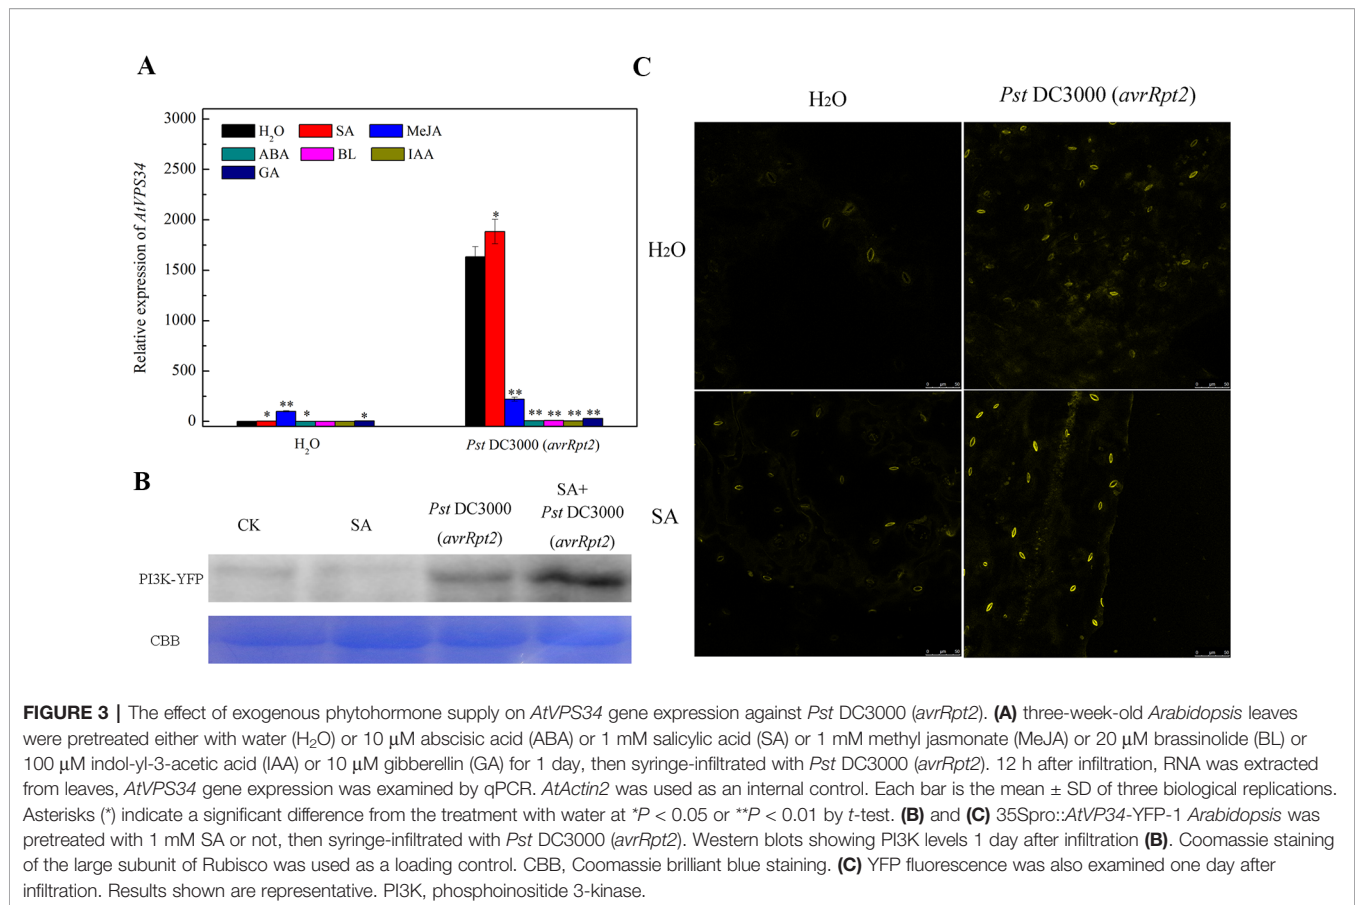 A
Relative expression of AtVPS34
3000
2500
2000
1500
1000
500
0
H2O SA MeJA
ABA BL IAA
GA
* ** * *
* ** ** ** ** **
H2O Pst DC3000 (avrRpt2)
B
CK SA Pst DC3000 (avrRpt2) SA+ Pst DC3000 (avrRpt2)
PI3K-YFP
CBB
C
H2O Pst DC3000 (avrRpt2)
H2O
0 µm 50
0 µm 50
SA
0 µm 50
0 µm 50
FIGURE 3 | The effect of exogenous phytohormone supply on AtVPS34 gene expression against Pst DC3000 (avrRpt2). (A) three-week-old Arabidopsis leaves
were pretreated either with water (H2O) or 10 µM abscisic acid (ABA) or 1 mM salicylic acid (SA) or 1 mM methyl jasmonate (MeJA) or 20 µM brassinolide (BL) or
100 µM indol-yl-3-acetic acid (IAA) or 10 µM gibberellin (GA) for 1 day, then syringe-infiltrated with Pst DC3000 (avrRpt2). 12 h after infiltration, RNA was extracted
from leaves, AtVPS34 gene expression was examined by qPCR. AtActin2 was used as an internal control. Each bar is the mean ± SD of three biological replications.
Asterisks (*) indicate a significant difference from the treatment with water at *P < 0.05 or **P < 0.01 by t-test. (B) and (C) 35Spro::AtVP34-YFP-1 Arabidopsis was
pretreated with 1 mM SA or not, then syringe-infiltrated with Pst DC3000 (avrRpt2). Western blots showing PI3K levels 1 day after infiltration (B). Coomassie staining
of the large subunit of Rubisco was used as a loading control. CBB, Coomassie brilliant blue staining. (C) YFP fluorescence was also examined one day after
infiltration. Results shown are representative. PI3K, phosphoinositide 3-kinase.